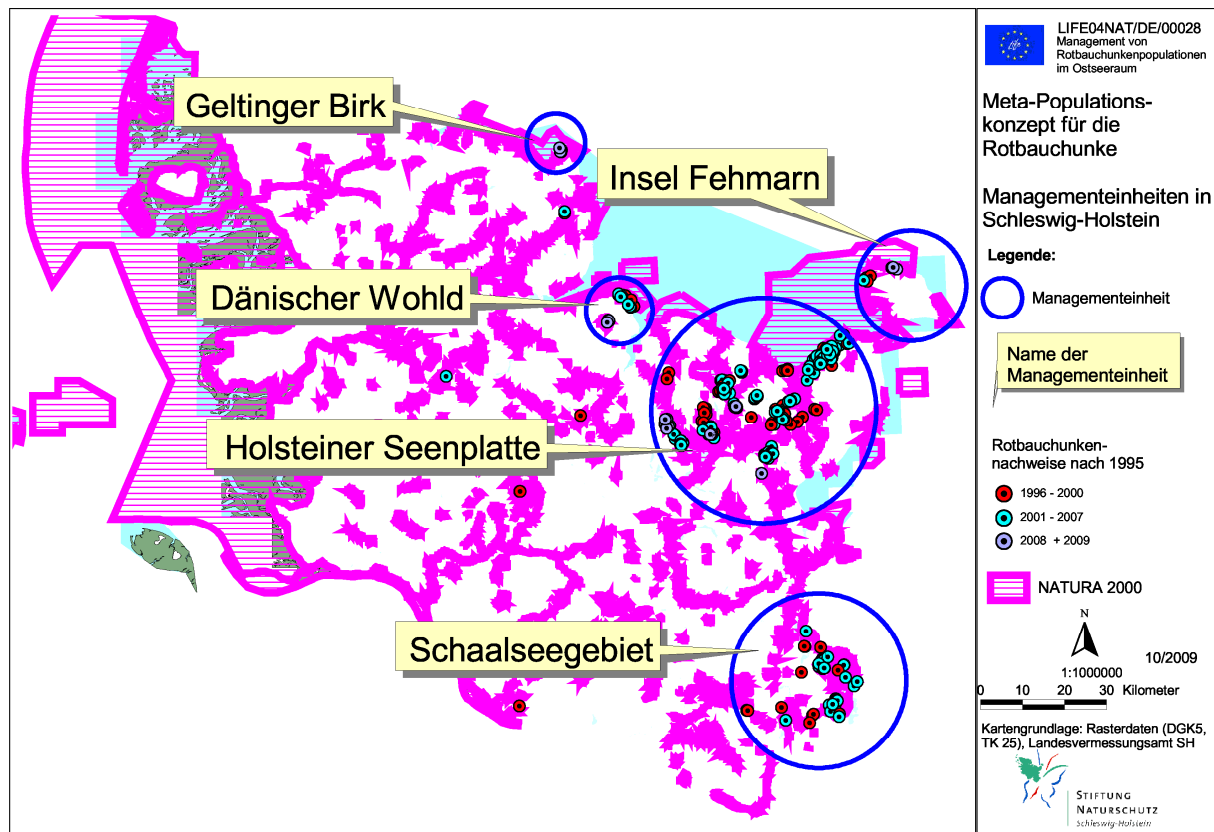 Geltinger Birk
Insel Fehmarn
Dänischer Wohld
Holsteiner Seenplatte
Schaalseegebiet
Life
LIFE04NAT/DE/00028
Management von
Rotbauchunkenpopulationen
im Ostseeraum
Meta-Populations-
konzept für die
Rotbauchunke
Managementeinheiten in
Schleswig-Holstein
Legende:
Managementeinheit
Name der
Managementeinheit
Rotbauchunken-
nachweise nach 1995
1996 - 2000
2001 - 2007
2008 + 2009
NATURA 2000
N
1:1000000
10/2009
0 10 20 30 Kilometer
Kartengrundlage: Rasterdaten (DGK5,
TK 25), Landesvermessungsamt SH
STIFTUNG
NATURSCHUTZ
Schleswig-Holstein